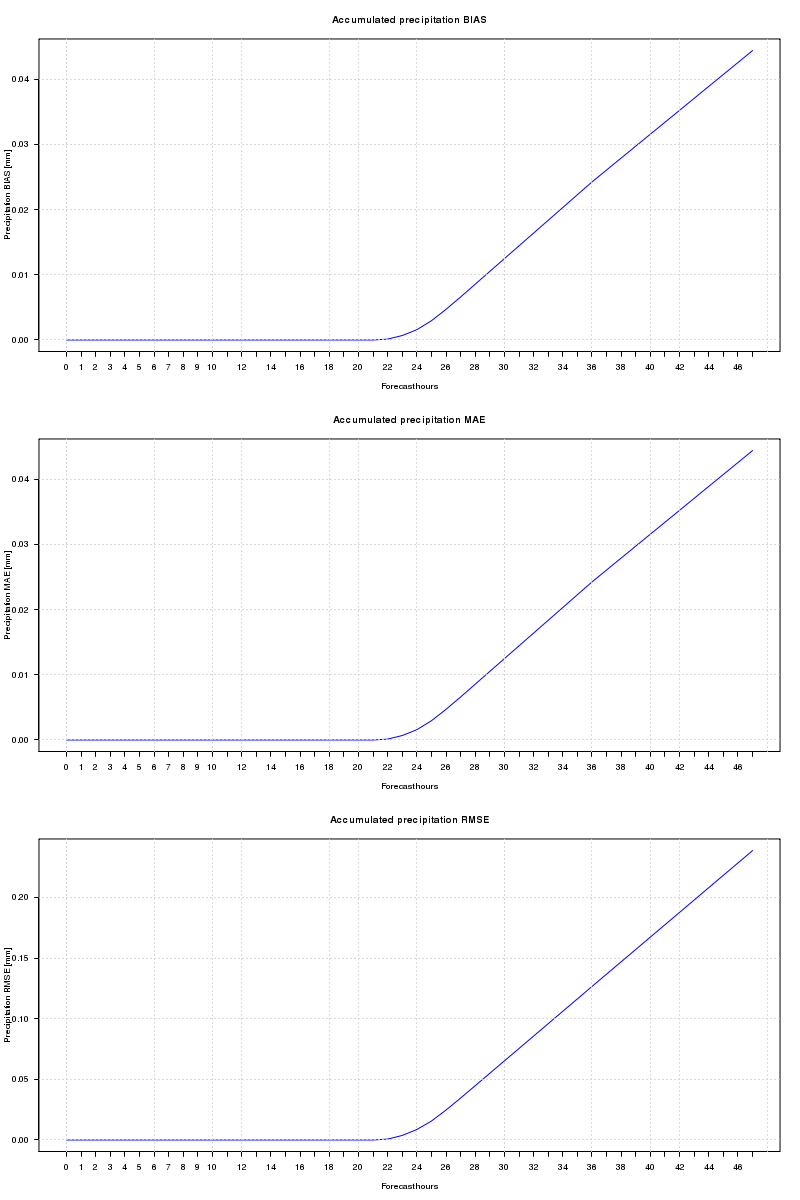 Accumulated precipitation BIAS
Precipitation BIAS [mm]
0.04
0.03
0.02
0.01
0.00
0 1 2 3 4 5 6 7 8 9 10 12 14 16 18 20 22 24 26 28 30 32 34 36 38 40 42 44 46
Forecasthours
Accumulated precipitation MAE
Precipitation MAE [mm]
0.04
0.03
0.02
0.01
0.00
0 1 2 3 4 5 6 7 8 9 10 12 14 16 18 20 22 24 26 28 30 32 34 36 38 40 42 44 46
Forecasthours
Accumulated precipitation RMSE
Precipitation RMSE [mm]
0.20
0.15
0.10
0.05
0.00
0 1 2 3 4 5 6 7 8 9 10 12 14 16 18 20 22 24 26 28 30 32 34 36 38 40 42 44 46
Forecasthours